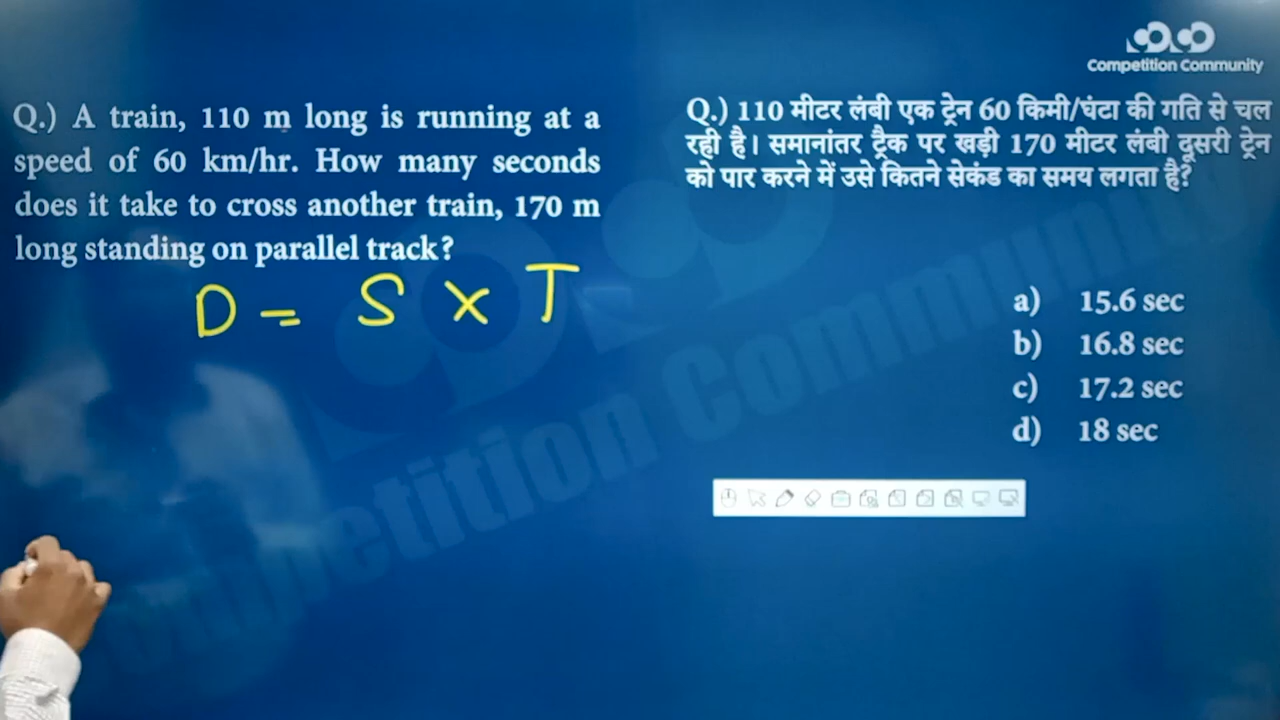 Competition Community
Q.) A train, 110 m long is running at a
speed of 60 km/hr. How many seconds
does it take to cross another train, 170 m
long standing on parallel track?
D = S × T
Q.) 110 मीटर लंबी एक ट्रेन 60 किमी/घंटा की गति से चल
रही है। समानांतर ट्रैक पर खड़ी 170 मीटर लंबी दूसरी ट्रेन
को पार करने में उसे कितने सेकंड का समय लगता है?
a) 15.6 sec
b) 16.8 sec
c) 17.2 sec
d) 18 sec
Competition Community